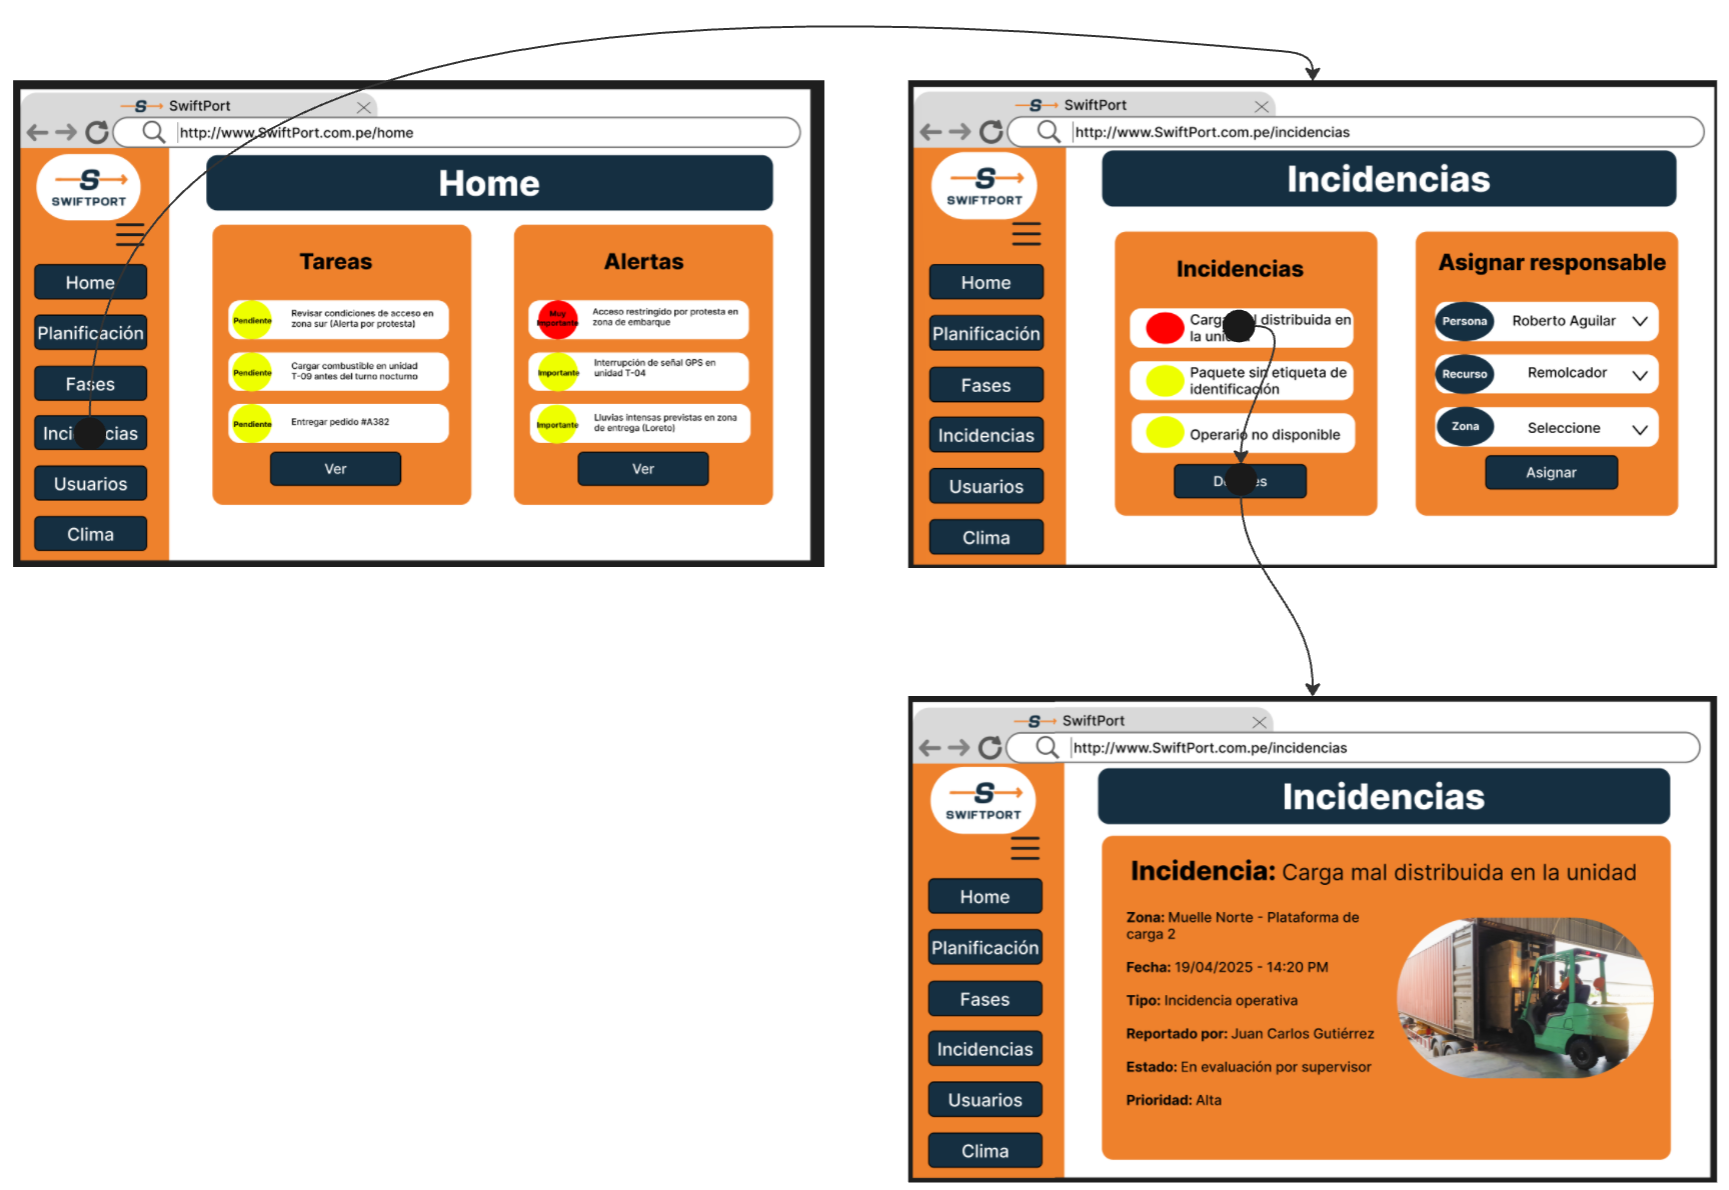 SwiftPort
http://www.SwiftPort.com.pe/home
S
SWIFTPORT
Home
Planificación
Fases
Incidencias
Usuarios
Clima
Home
Tareas
Pendiente
Revisar condiciones de acceso en
zona sur (Alerta por protesta)
Pendiente
Cargar combustible en unidad
T-09 antes del turno nocturno
Pendiente
Entregar pedido #A382
Ver
Alertas
Muy
Importante
Acceso restringido por protesta en
zona de embarque
Importante
Interrupción de señal GPS en
unidad T-04
Importante
Lluvias intensas previstas en zona
de entrega (Loreto)
Ver
SwiftPort
http://www.SwiftPort.com.pe/incidencias
S
SWIFTPORT
Home
Planificación
Fases
Incidencias
Usuarios
Clima
Incidencias
Incidencias
Carga mal distribuida en
la unidad
Paquete sin etiqueta de
identificación
Operario no disponible
Detalles
Asignar responsable
Persona
Roberto Aguilar
Recurso
Remolcador
Zona
Seleccione
Asignar
SwiftPort
http://www.SwiftPort.com.pe/incidencias
S
SWIFTPORT
Home
Planificación
Fases
Incidencias
Usuarios
Clima
Incidencias
Incidencia: Carga mal distribuida en la unidad
Zona: Muelle Norte - Plataforma de
carga 2
Fecha: 19/04/2025 - 14:20 PM
Tipo: Incidencia operativa
Reportado por: Juan Carlos Gutiérrez
Estado: En evaluación por supervisor
Prioridad: Alta